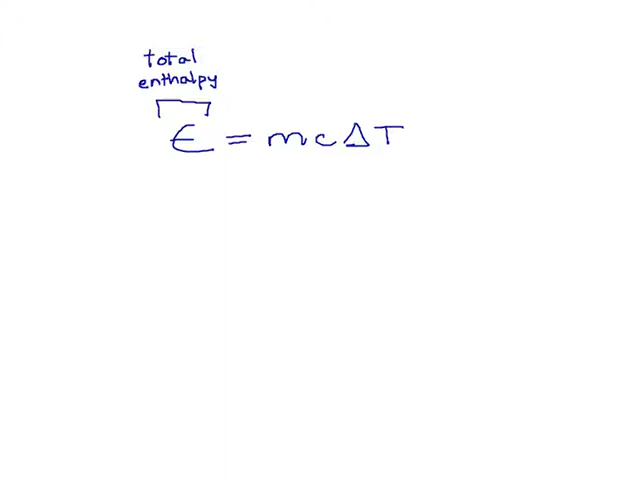 total
enthalpy
E = mcΔT